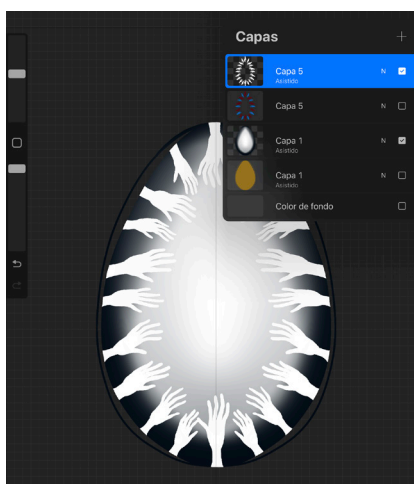 Capas
Capa 5 N
Asistido
Capa 5 N
Capa 1 N
Asistido
Capa 1 N
Asistido
Color de fondo